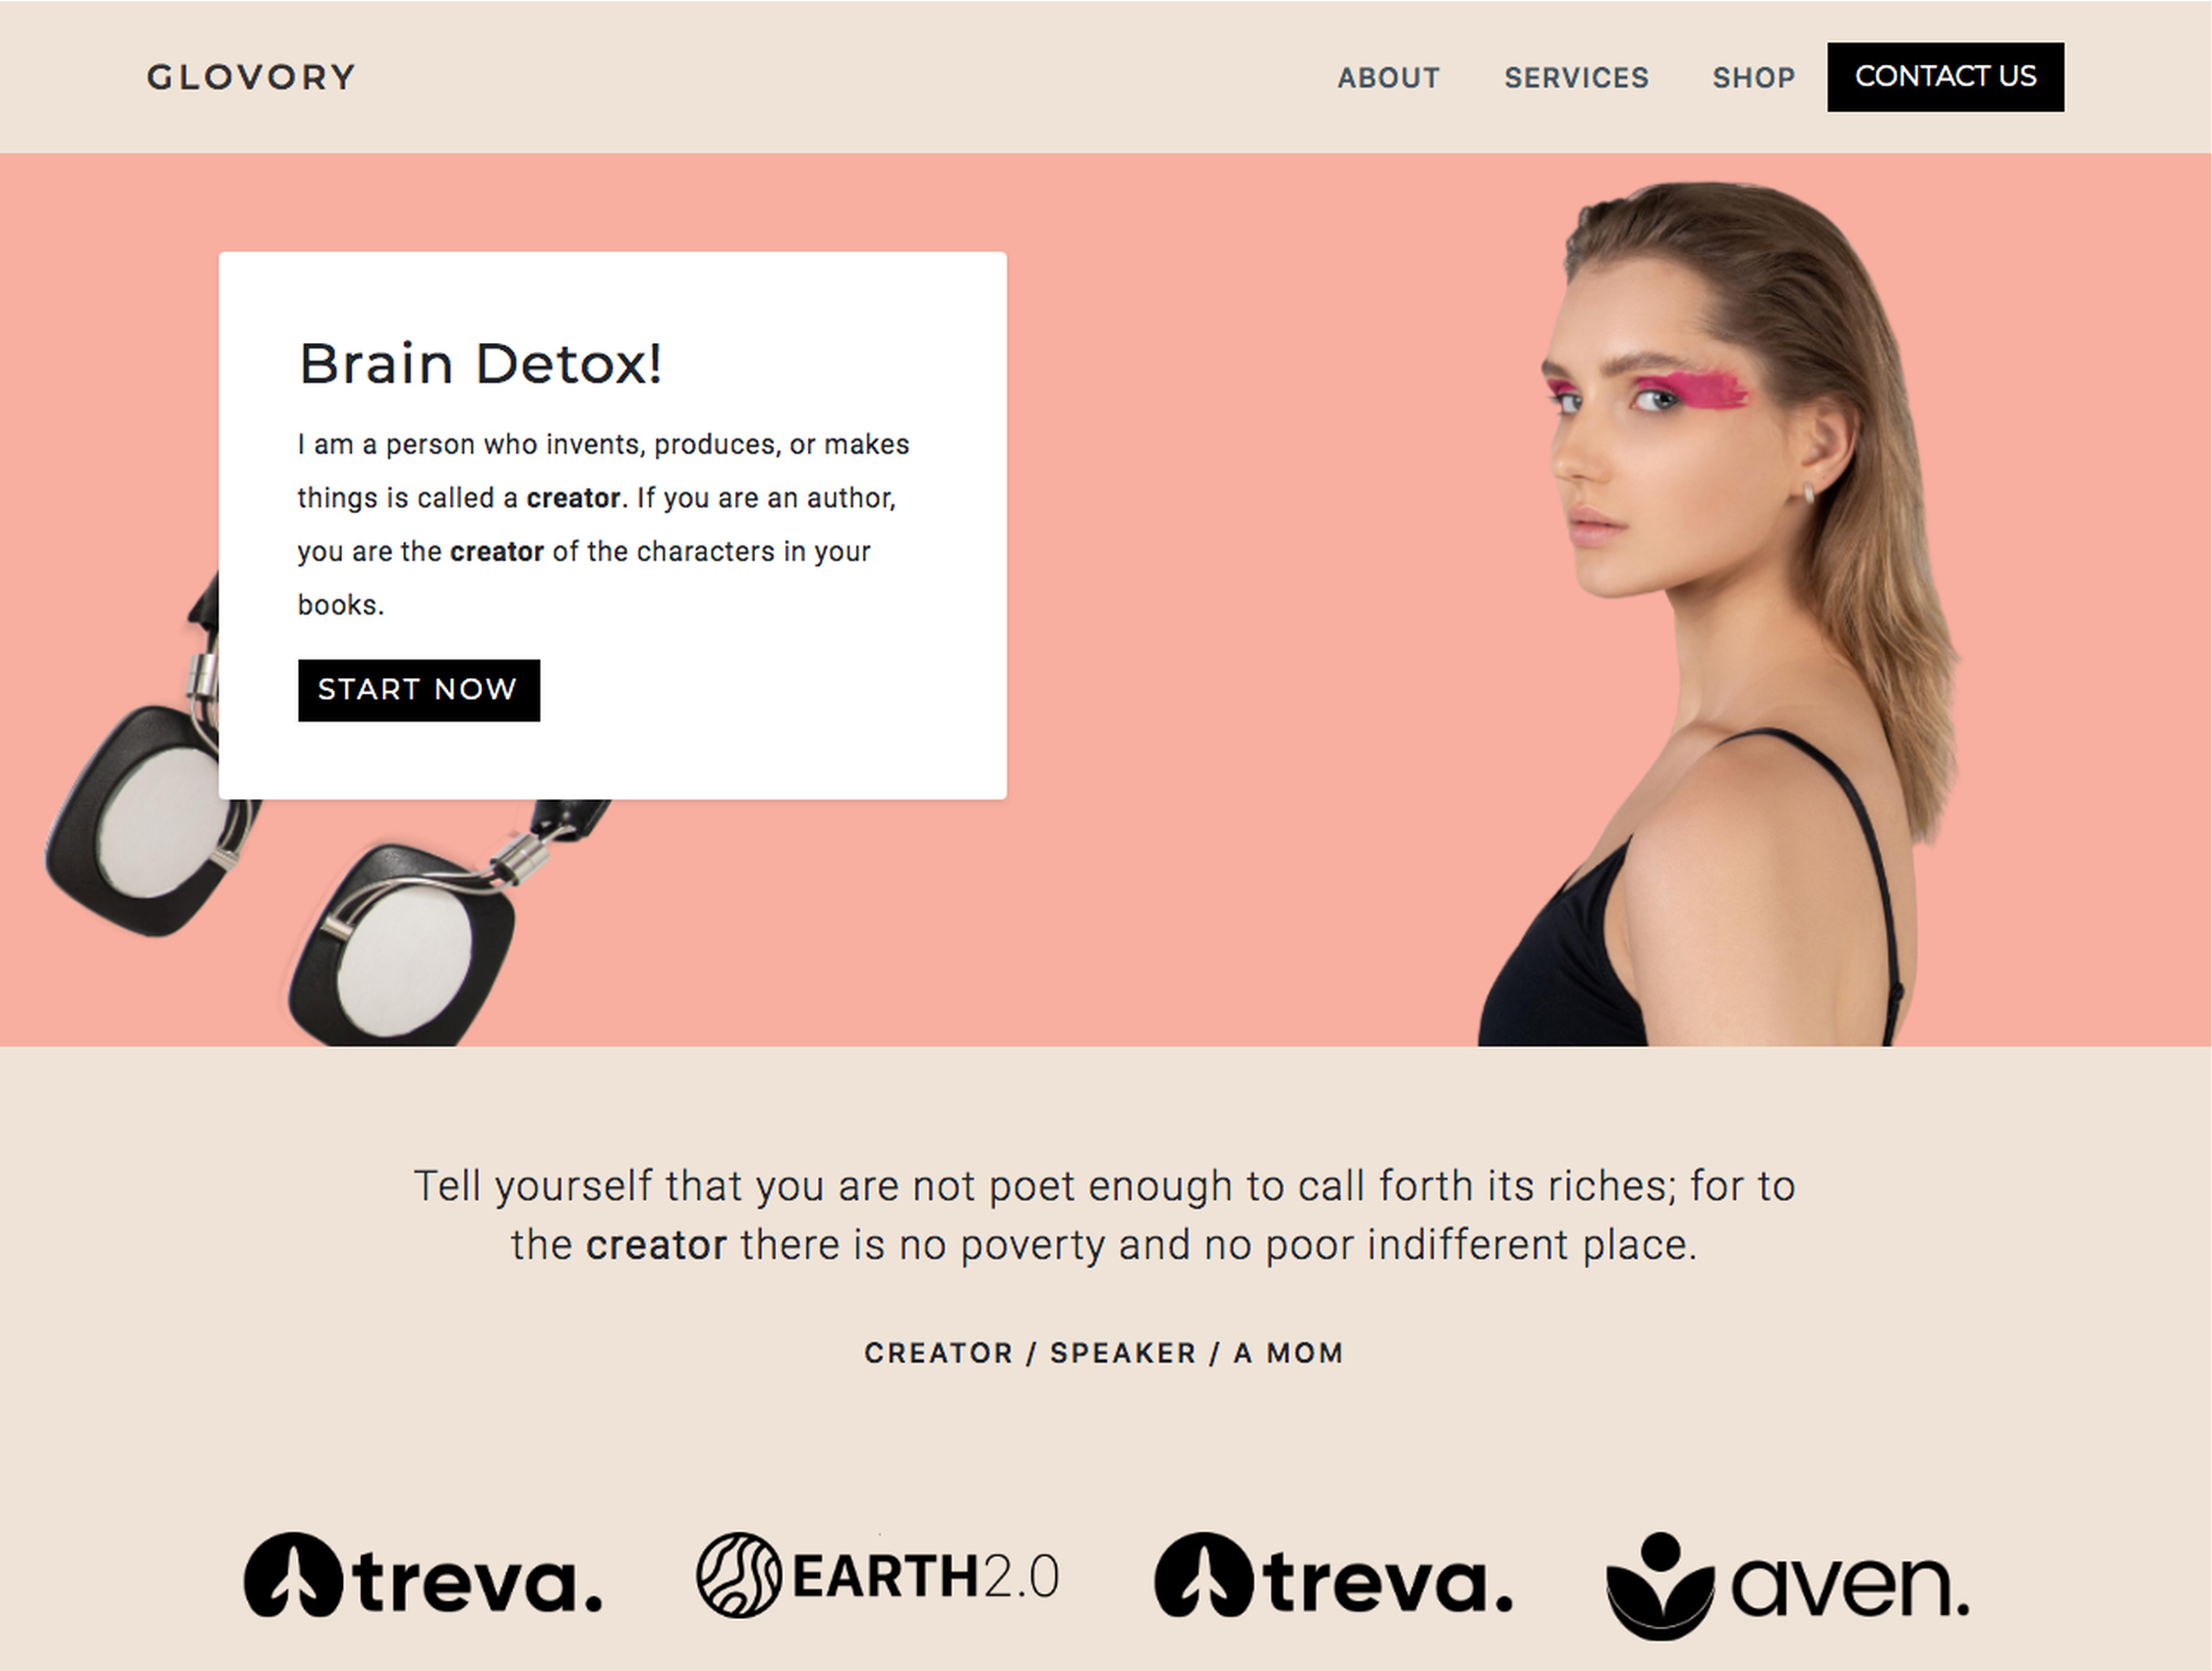 GLOVORY
ABOUT SERVICES SHOP CONTACT US
Brain Detox!
I am a person who invents, produces, or makes
things is called a creator. If you are an author,
you are the creator of the characters in your
books.
START NOW
Tell yourself that you are not poet enough to call forth its riches; for to
the creator there is no poverty and no poor indifferent place.
CREATOR / SPEAKER / A MOM
treva. EARTH2.0 treva. aven.